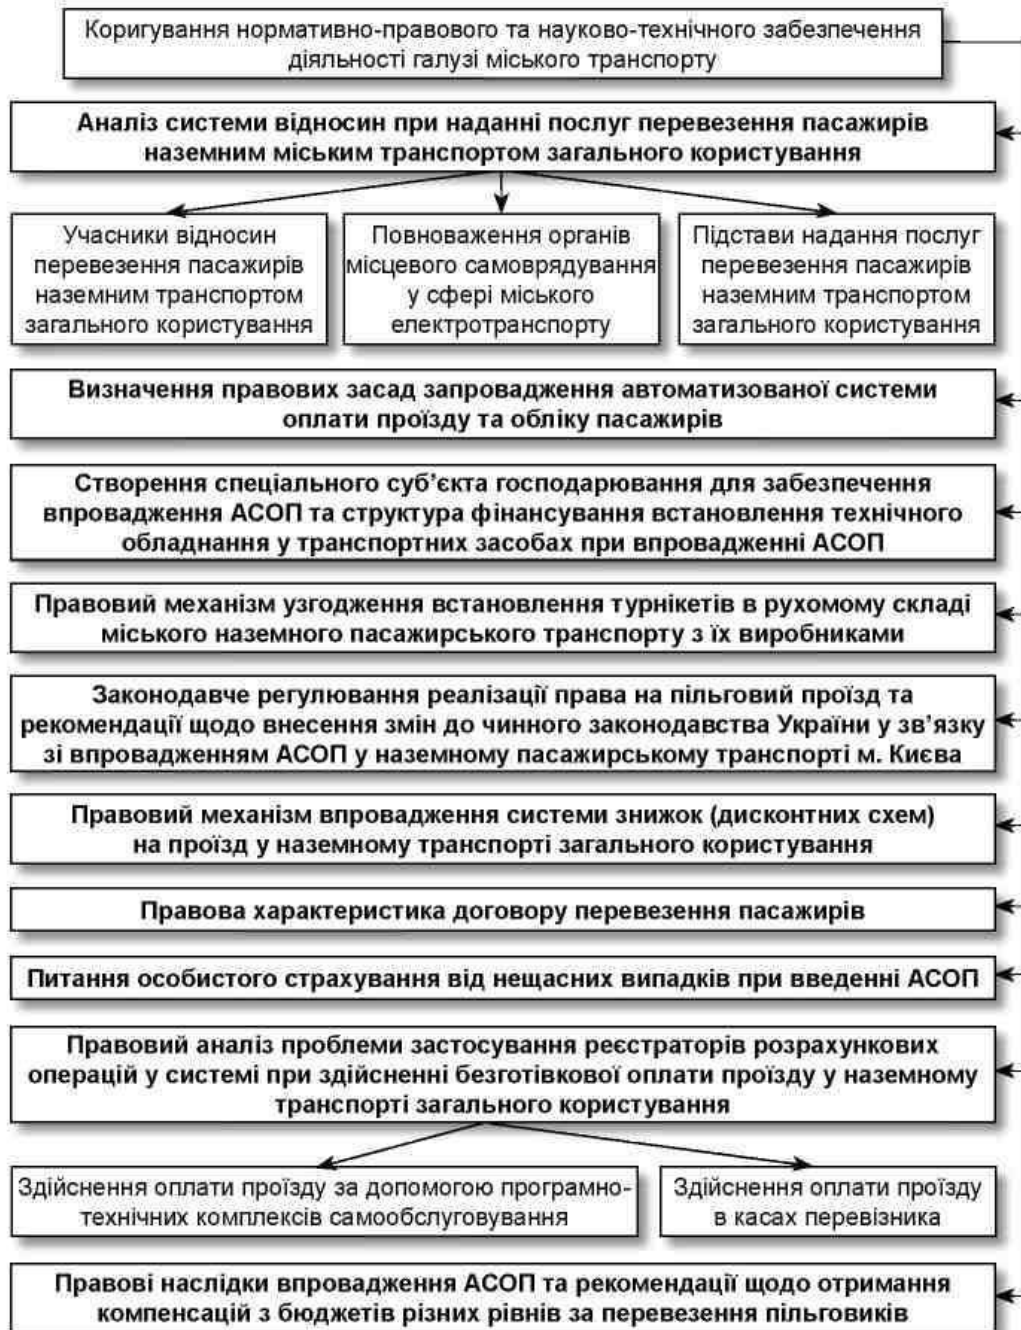 Коригування нормативно-правового та науково-технічного забезпечення
діяльності галузі міського транспорту
Аналіз системи відносин при наданні послуг перевезення пасажирів
наземним міським транспортом загального користування
Учасники відносин
перевезення пасажирів
наземним транспортом
загального користування
Повноваження органів
місцевого самоврядування
у сфері міського
електротранспорту
Підстави надання послуг
перевезення пасажирів
наземним транспортом
загального користування
Визначення правових засад запровадження автоматизованої системи
оплати проїзду та обліку пасажирів
Створення спеціального суб’єкта господарювання для забезпечення
впровадження АСОП та структура фінансування встановлення технічного
обладнання у транспортних засобах при впровадженні АСОП
Правовий механізм узгодження встановлення турнікетів в рухомому складі
міського наземного пасажирського транспорту з їх виробниками
Законодавче регулювання реалізації права на пільговий проїзд та
рекомендації щодо внесення змін до чинного законодавства України у зв’язку
зі впровадженням АСОП у наземному пасажирському транспорті м. Києва
Правовий механізм впровадження системи знижок (дисконтних схем)
на проїзд у наземному транспорті загального користування
Правова характеристика договору перевезення пасажирів
Питання особистого страхування від нещасних випадків при введенні АСОП
Правовий аналіз проблеми застосування реєстраторів розрахункових
операцій у системі при здійсненні безготівкової оплати проїзду у наземному
транспорті загального користування
Здійснення оплати проїзду за допомогою програмно-
технічних комплексів самообслуговування
Здійснення оплати проїзду
в касах перевізника
Правові наслідки впровадження АСОП та рекомендації щодо отримання
компенсацій з бюджетів різних рівнів за перевезення пільговиків